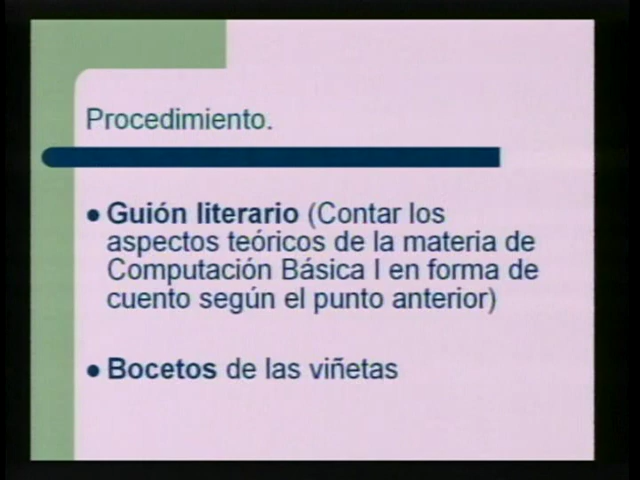 Procedimiento.
● Guión literario (Contar los
aspectos teóricos de la materia de
Computación Básica I en forma de
cuento según el punto anterior)
● Bocetos de las viñetas